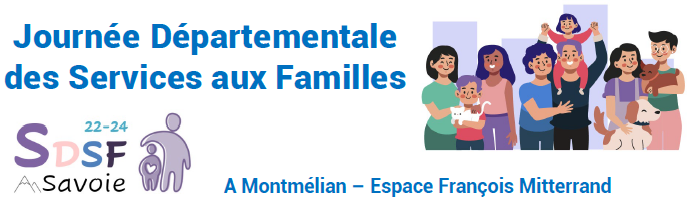 Journée Départementale
des Services aux Familles
22-24
SDSF
Savoie
A Montmélian – Espace François Mitterrand